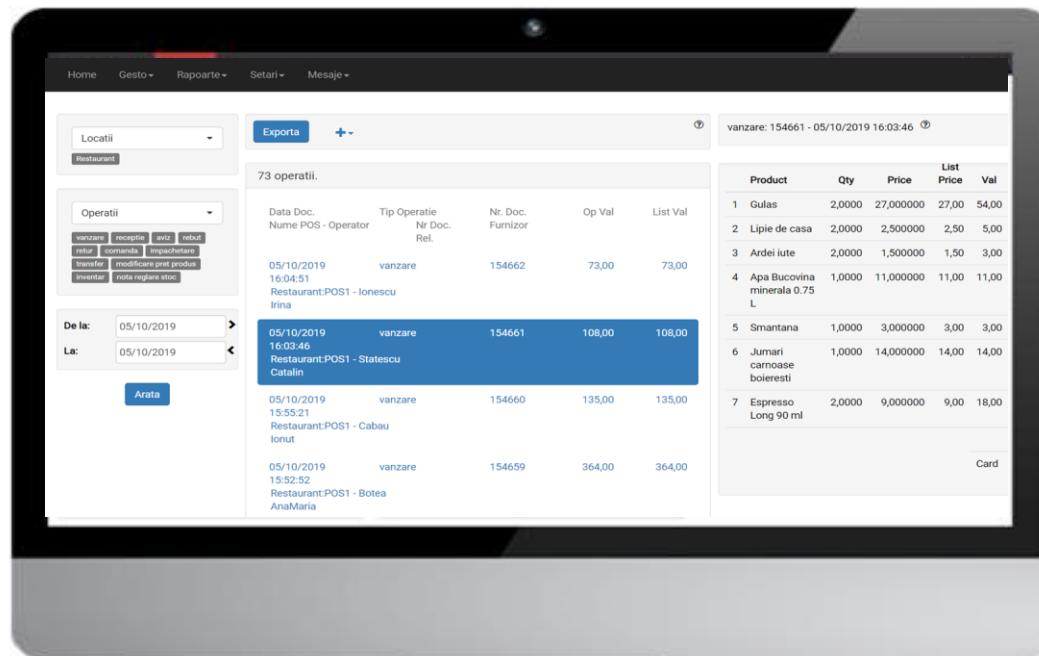 Home Gesto Rapoarte Setari Mesaje
Locatii
Restaurant
Operatii
vanzare receptie aviz rebut
retur comanda impachetare
transfer modificare pret produs
inventar nota reglare stoc
De la: 05/10/2019
La: 05/10/2019
Arata
Exporta
73 operatii.
Data Doc. Tip Operatie Nr. Doc. Op Val List Val
Nume POS - Operator Nr Doc. Furnizor
Rel.
05/10/2019 vanzare 154662 73,00 73,00
16:04:51
Restaurant:POS1 - Ionescu
Irina
05/10/2019 vanzare 154661 108,00 108,00
16:03:46
Restaurant:POS1 - Statescu
Catalin
05/10/2019 vanzare 154660 135,00 135,00
15:55:21
Restaurant:POS1 - Cabau
Ionut
05/10/2019 vanzare 154659 364,00 364,00
15:52:52
Restaurant:POS1 - Botea
AnaMaria
vanzare: 154661 - 05/10/2019 16:03:46
List
Product Qty Price Price Val
1 Gulas 2,0000 27,000000 27,00 54,00
2 Lipie de casa 2,0000 2,500000 2,50 5,00
3 Ardei iute 2,0000 1,500000 1,50 3,00
4 Apa Bucovina 1,0000 11,000000 11,00 11,00
minerala 0.75
L
5 Smantana 1,0000 3,000000 3,00 3,00
6 Jumari 1,0000 14,000000 14,00 14,00
carnoase
boieresti
7 Espresso 2,0000 9,000000 9,00 18,00
Long 90 ml
Card